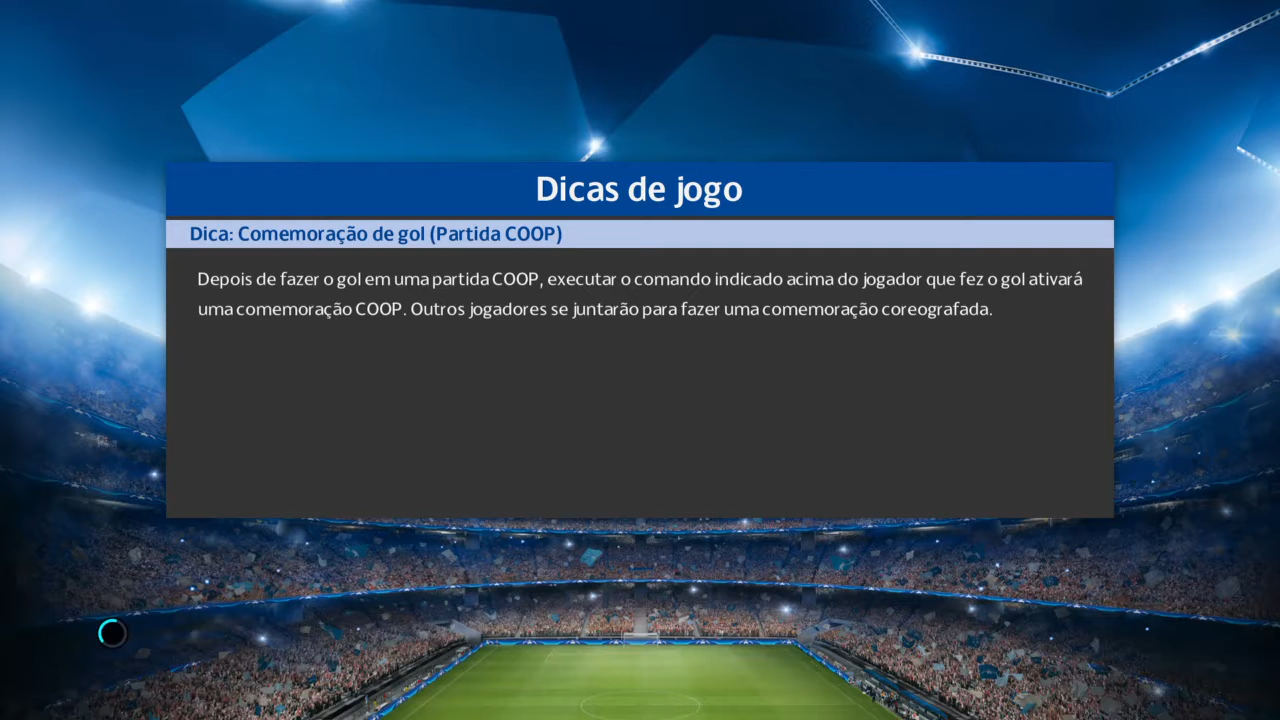 Dicas de jogo
Dica: Comemoração de gol (Partida COOP)
Depois de fazer o gol em uma partida COOP, executar o comando indicado acima do jogador que fez o gol ativará
uma comemoração COOP. Outros jogadores se juntarão para fazer uma comemoração coreografada.